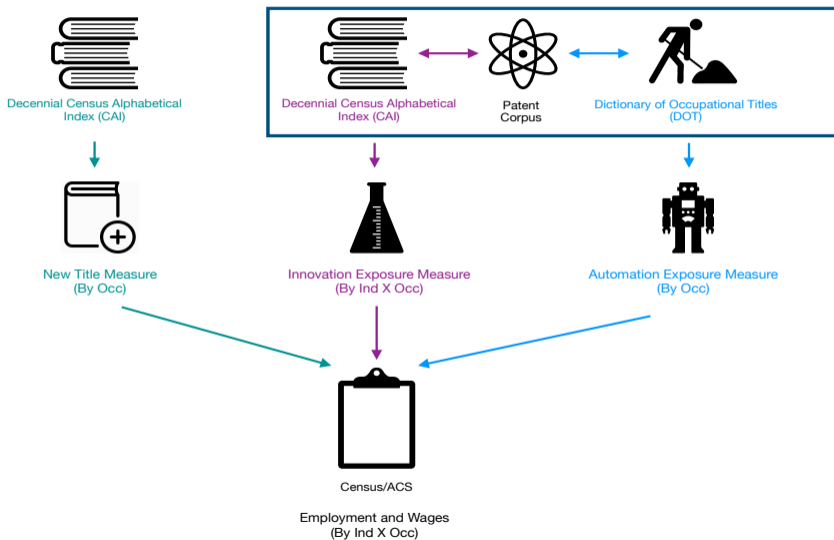 Decennial Census Alphabetical
Index (CAI)
Decennial Census Alphabetical
Index (CAI)
Patent
Corpus
Dictionary of Occupational Titles
(DOT)
New Title Measure
(By Occ)
Innovation Exposure Measure
(By Ind X Occ)
Automation Exposure Measure
(By Occ)
Census/ACS
Employment and Wages
(By Ind X Occ)